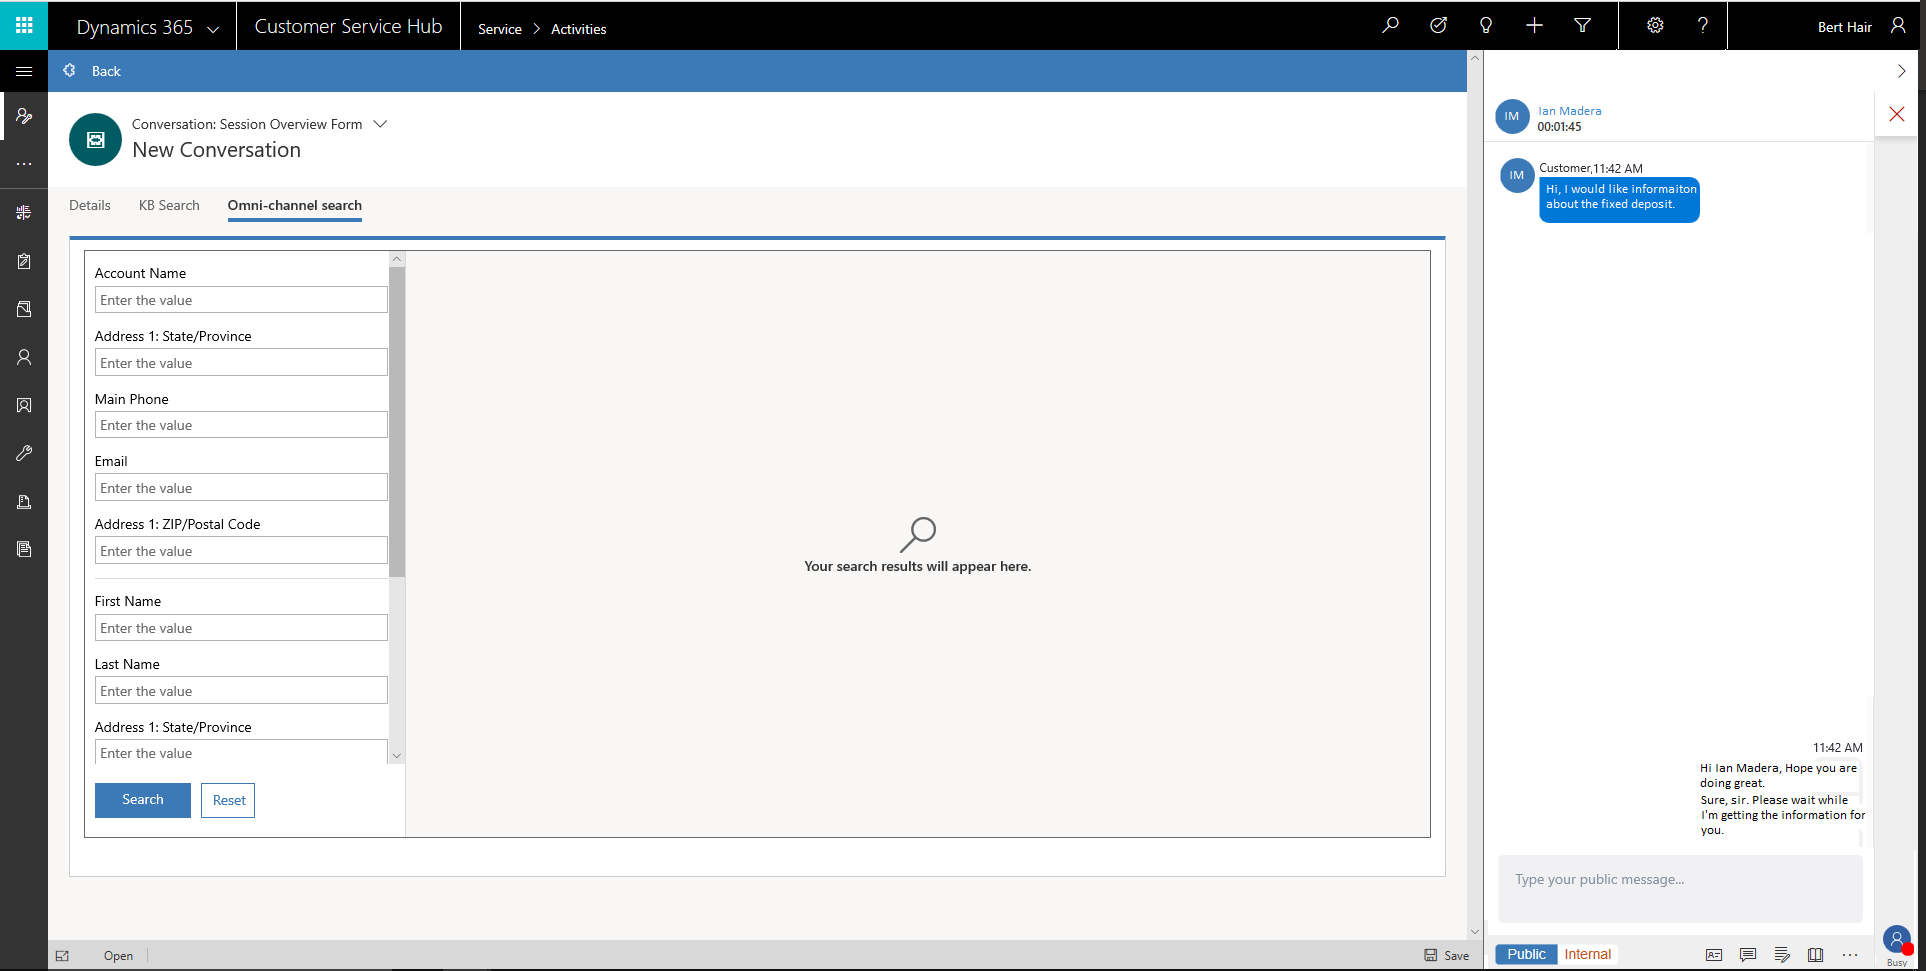 Dynamics 365
Customer Service Hub
Service > Activities
Bert Hair
Back
Conversation: Session Overview Form
New Conversation
Details
KB Search
Omni-channel search
Account Name
Enter the value
Address 1: State/Province
Enter the value
Main Phone
Enter the value
Email
Enter the value
Address 1: ZIP/Postal Code
Enter the value
First Name
Enter the value
Last Name
Enter the value
Address 1: State/Province
Enter the value
Search
Reset
Your search results will appear here.
Open
Save
IM
Ian Madera
00:01:45
IM
Customer,11:42 AM
Hi, I would like informaiton
about the fixed deposit.
11:42 AM
Hi Ian Madera, Hope you are
doing great.
Sure, sir. Please wait while
I'm getting the information for
you.
Type your public message...
Public
Internal
Busy